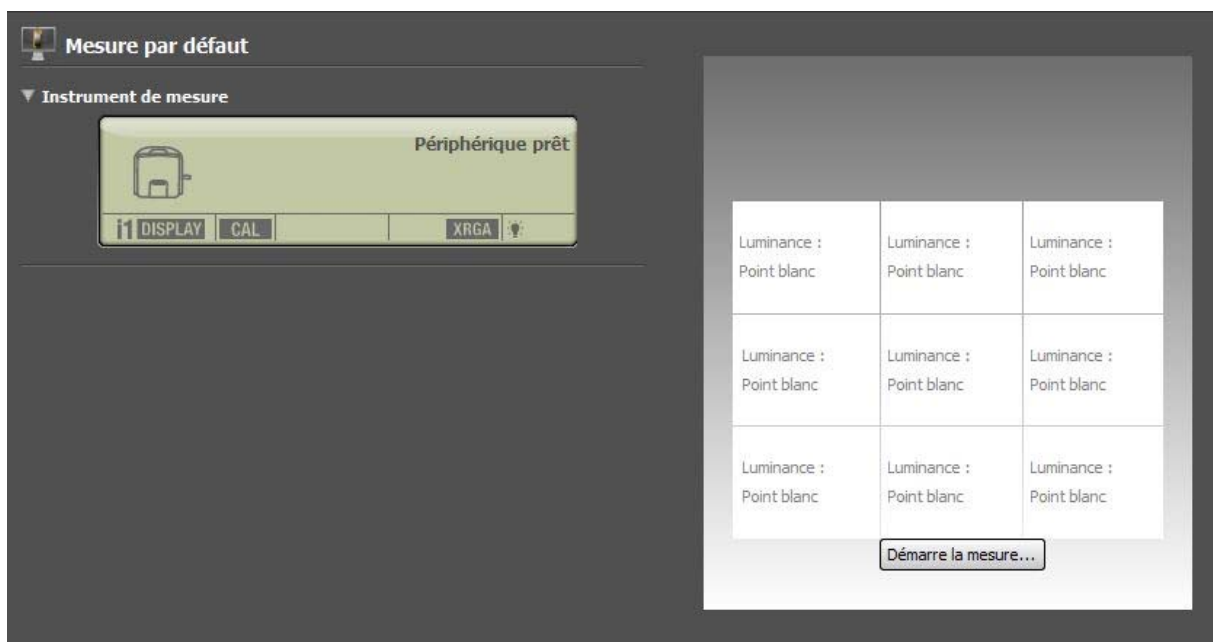 Mesure par défaut
Instrument de mesure
Périphérique prêt
i1 DISPLAY CAL XRGA
Luminance : Luminance : Luminance :
Point blanc Point blanc Point blanc
Luminance : Luminance : Luminance :
Point blanc Point blanc Point blanc
Luminance : Luminance : Luminance :
Point blanc Point blanc Point blanc
Démarre la mesure...